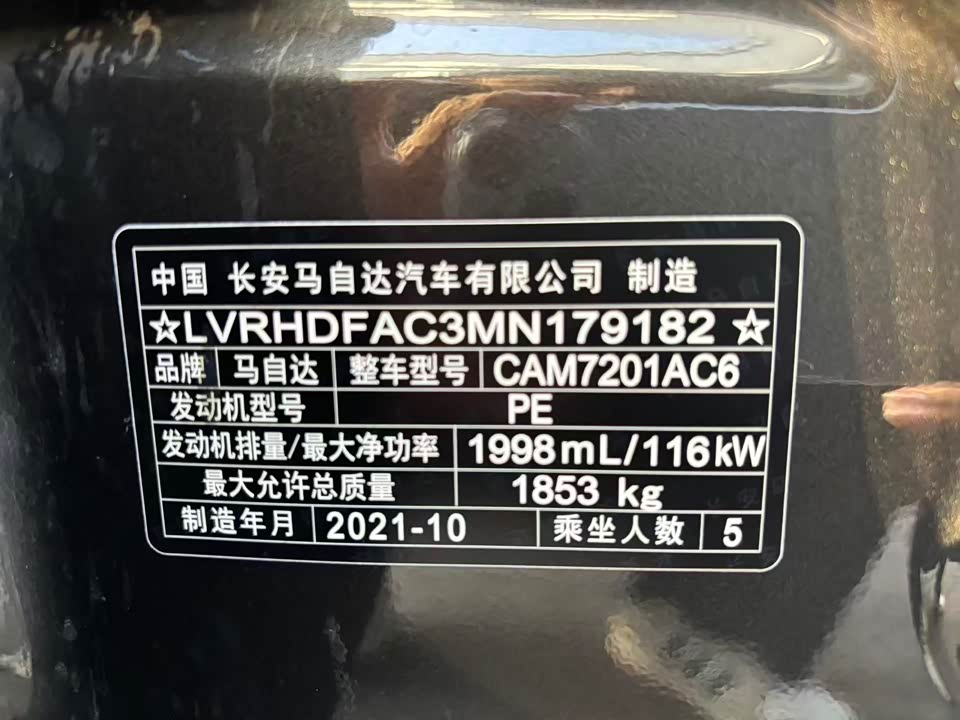 中国 长安马自达汽车有限公司 制造
☆LVRHDFAC3MN179182☆
品牌 马自达 整车型号 CAM7201AC6
发动机型号 PE
发动机排量/最大净功率 1998mL/116kW
最大允许总质量 1853 kg
制造年月 2021-10 乘坐人数 5